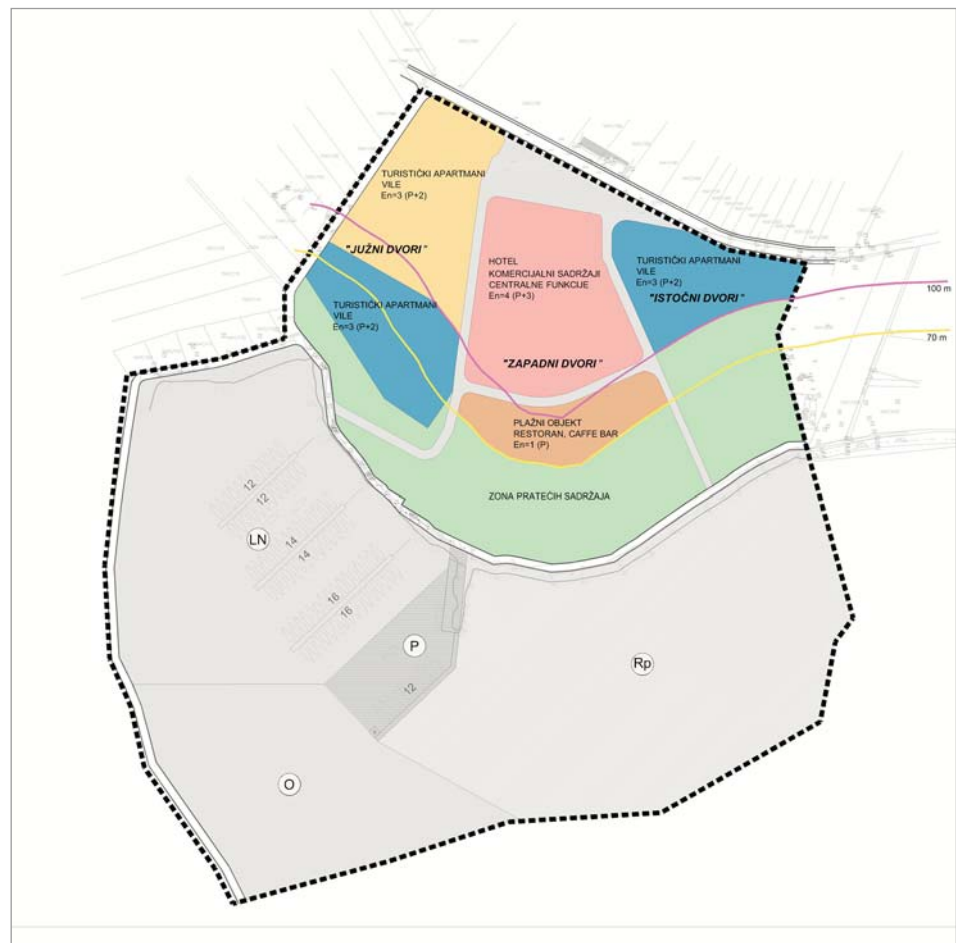 TURISTIČKI APARTMANI
VILE
En=3 (P+2)
"JUŽNI DVORI"
HOTEL
KOMERCIJALNI SADRŽAJI
CENTRALNE FUNKCIJE
En=4 (P+3)
TURISTIČKI APARTMANI
VILE
En=3 (P+2)
"ISTOČNI DVORI"
100 m
TURISTIČKI APARTMANI
VILE
En=3 (P+2)
70 m
"ZAPADNI DVORI"
PLAŽNI OBJEKT
RESTORAN, CAFFE BAR
En=1 (P)
ZONA PRATEĆIH SADRŽAJA
12
12
LN
14
14
16
16
P
12
Rp
O